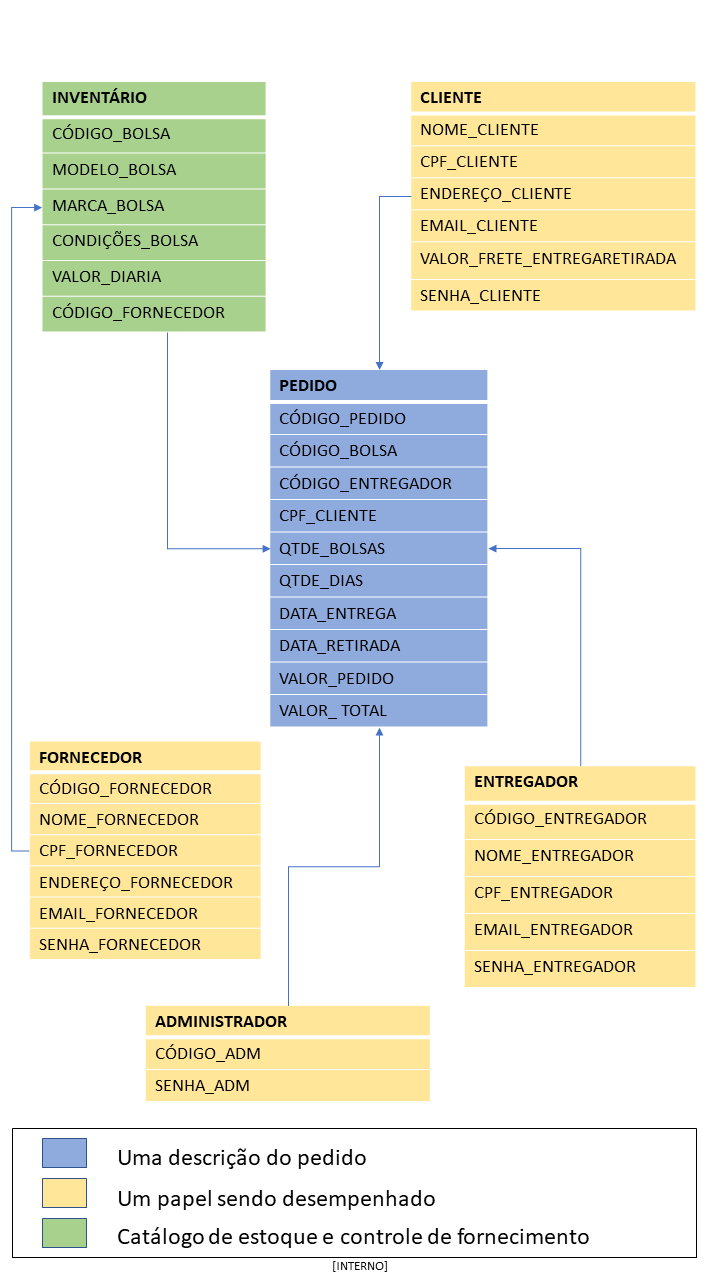 INVENTÁRIO
CÓDIGO_BOLSA
MODELO_BOLSA
MARCA_BOLSA
CONDIÇÕES_BOLSA
VALOR_DIARIA
CÓDIGO_FORNECEDOR
CLIENTE
NOME_CLIENTE
CPF_CLIENTE
ENDEREÇO_CLIENTE
EMAIL_CLIENTE
VALOR_FRETE_ENTREGARETIRADA
SENHA_CLIENTE
PEDIDO
CÓDIGO_PEDIDO
CÓDIGO_BOLSA
CÓDIGO_ENTREGADOR
CPF_CLIENTE
QTDE_BOLSAS
QTDE_DIAS
DATA_ENTREGA
DATA_RETIRADA
VALOR_PEDIDO
VALOR_ TOTAL
FORNECEDOR
CÓDIGO_FORNECEDOR
NOME_FORNECEDOR
CPF_FORNECEDOR
ENDEREÇO_FORNECEDOR
EMAIL_FORNECEDOR
SENHA_FORNECEDOR
ENTREGADOR
CÓDIGO_ENTREGADOR
NOME_ENTREGADOR
CPF_ENTREGADOR
EMAIL_ENTREGADOR
SENHA_ENTREGADOR
ADMINISTRADOR
CÓDIGO_ADM
SENHA_ADM
Uma descrição do pedido
Um papel sendo desempenhado
Catálogo de estoque e controle de fornecimento
[INTERNO]